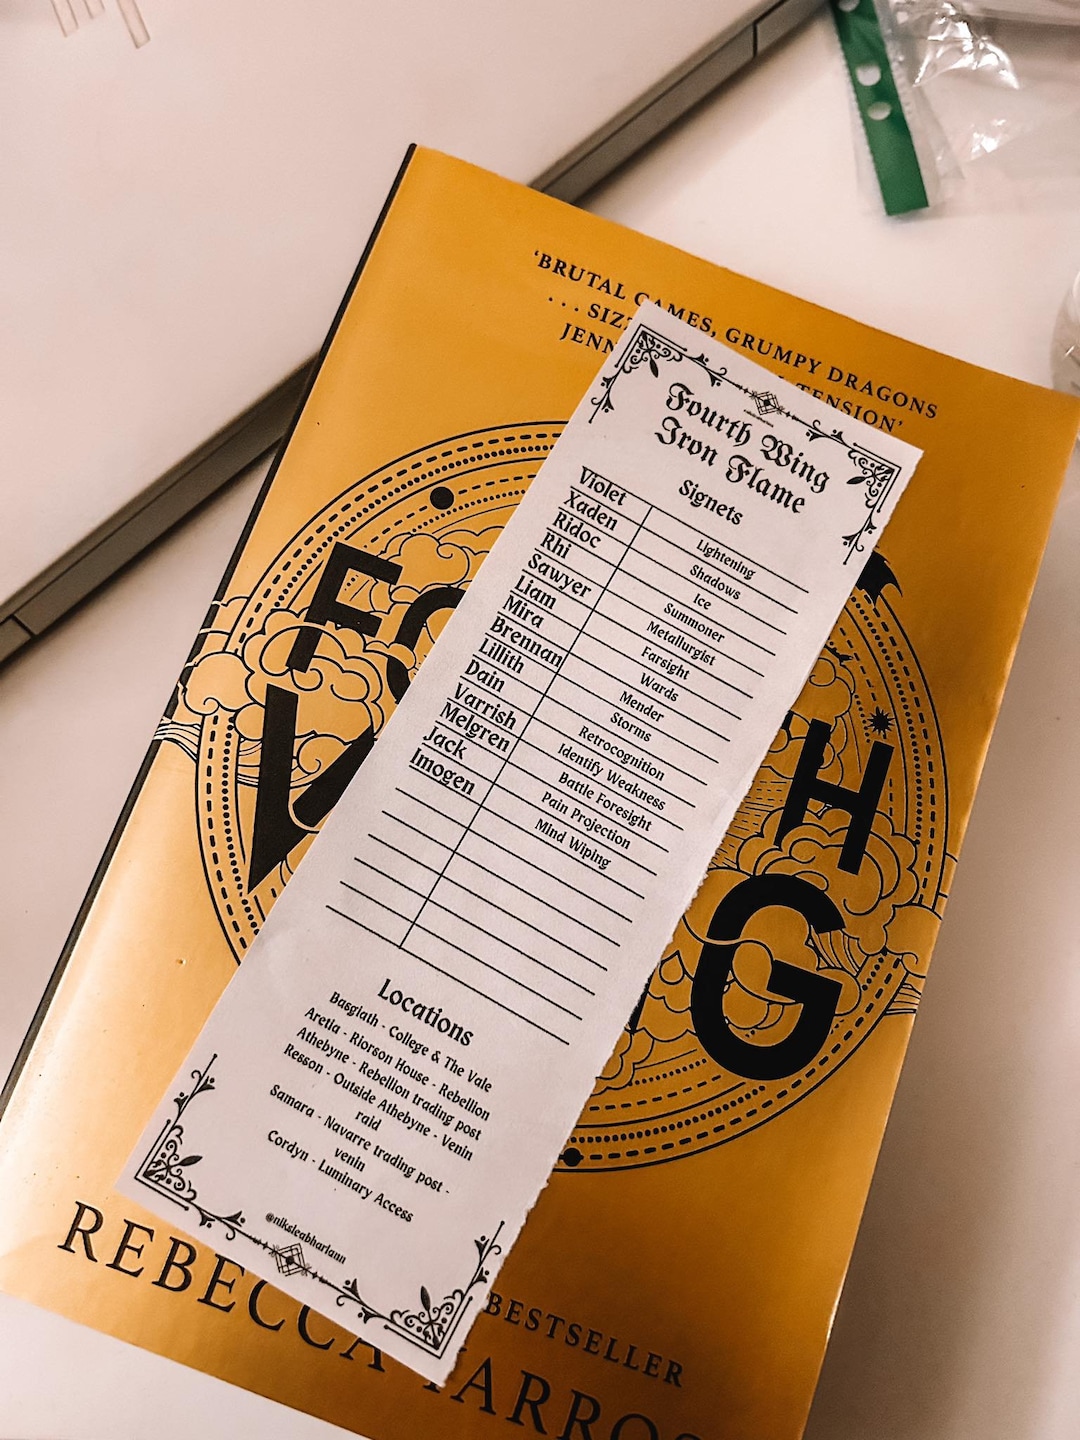 ‘BRUTAL GAMES, GRUMPY DRAGONS
... SIZ
JENN TENSION’
Fourth Wing
Iron Flame
Signets
Violet Lightening
Xaden Shadows
Ridoc Ice
Rhi Summoner
Sawyer Metallurgist
Liam Farsight
Mira Wards
Brennan Mender
Lillith Storms
Dain Retrocognition
Varrish Identify Weakness
Melgren Battle Foresight
Jack Pain Projection
Imogen Mind Wiping
Locations
Basgiath - College & The Vale
Aretia - Riorson House - Rebellion
Athebyne - Rebellion trading post
Resson - Outside Athebyne - Venin
raid
Samara - Navarre trading post -
venin
Cordyn - Luminary Access
@niksleabharlann
FO
H
W
G
BESTSELLER
REBECCA YARRO